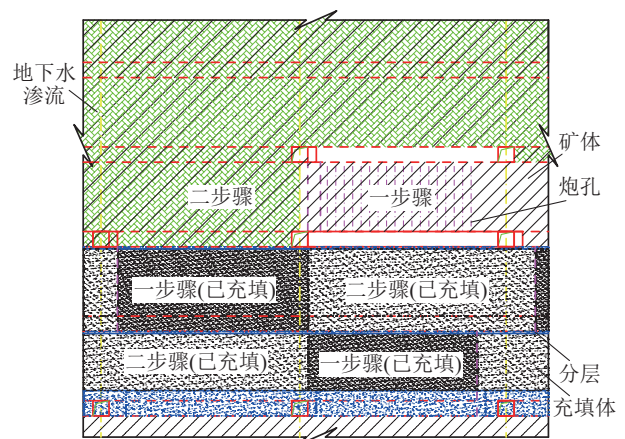 地下水
渗流
矿体
炮孔
二步骤
一步骤
一步骤(已充填)
二步骤(已充填)
二步骤(已充填)
一步骤(已充填)
分层
充填体